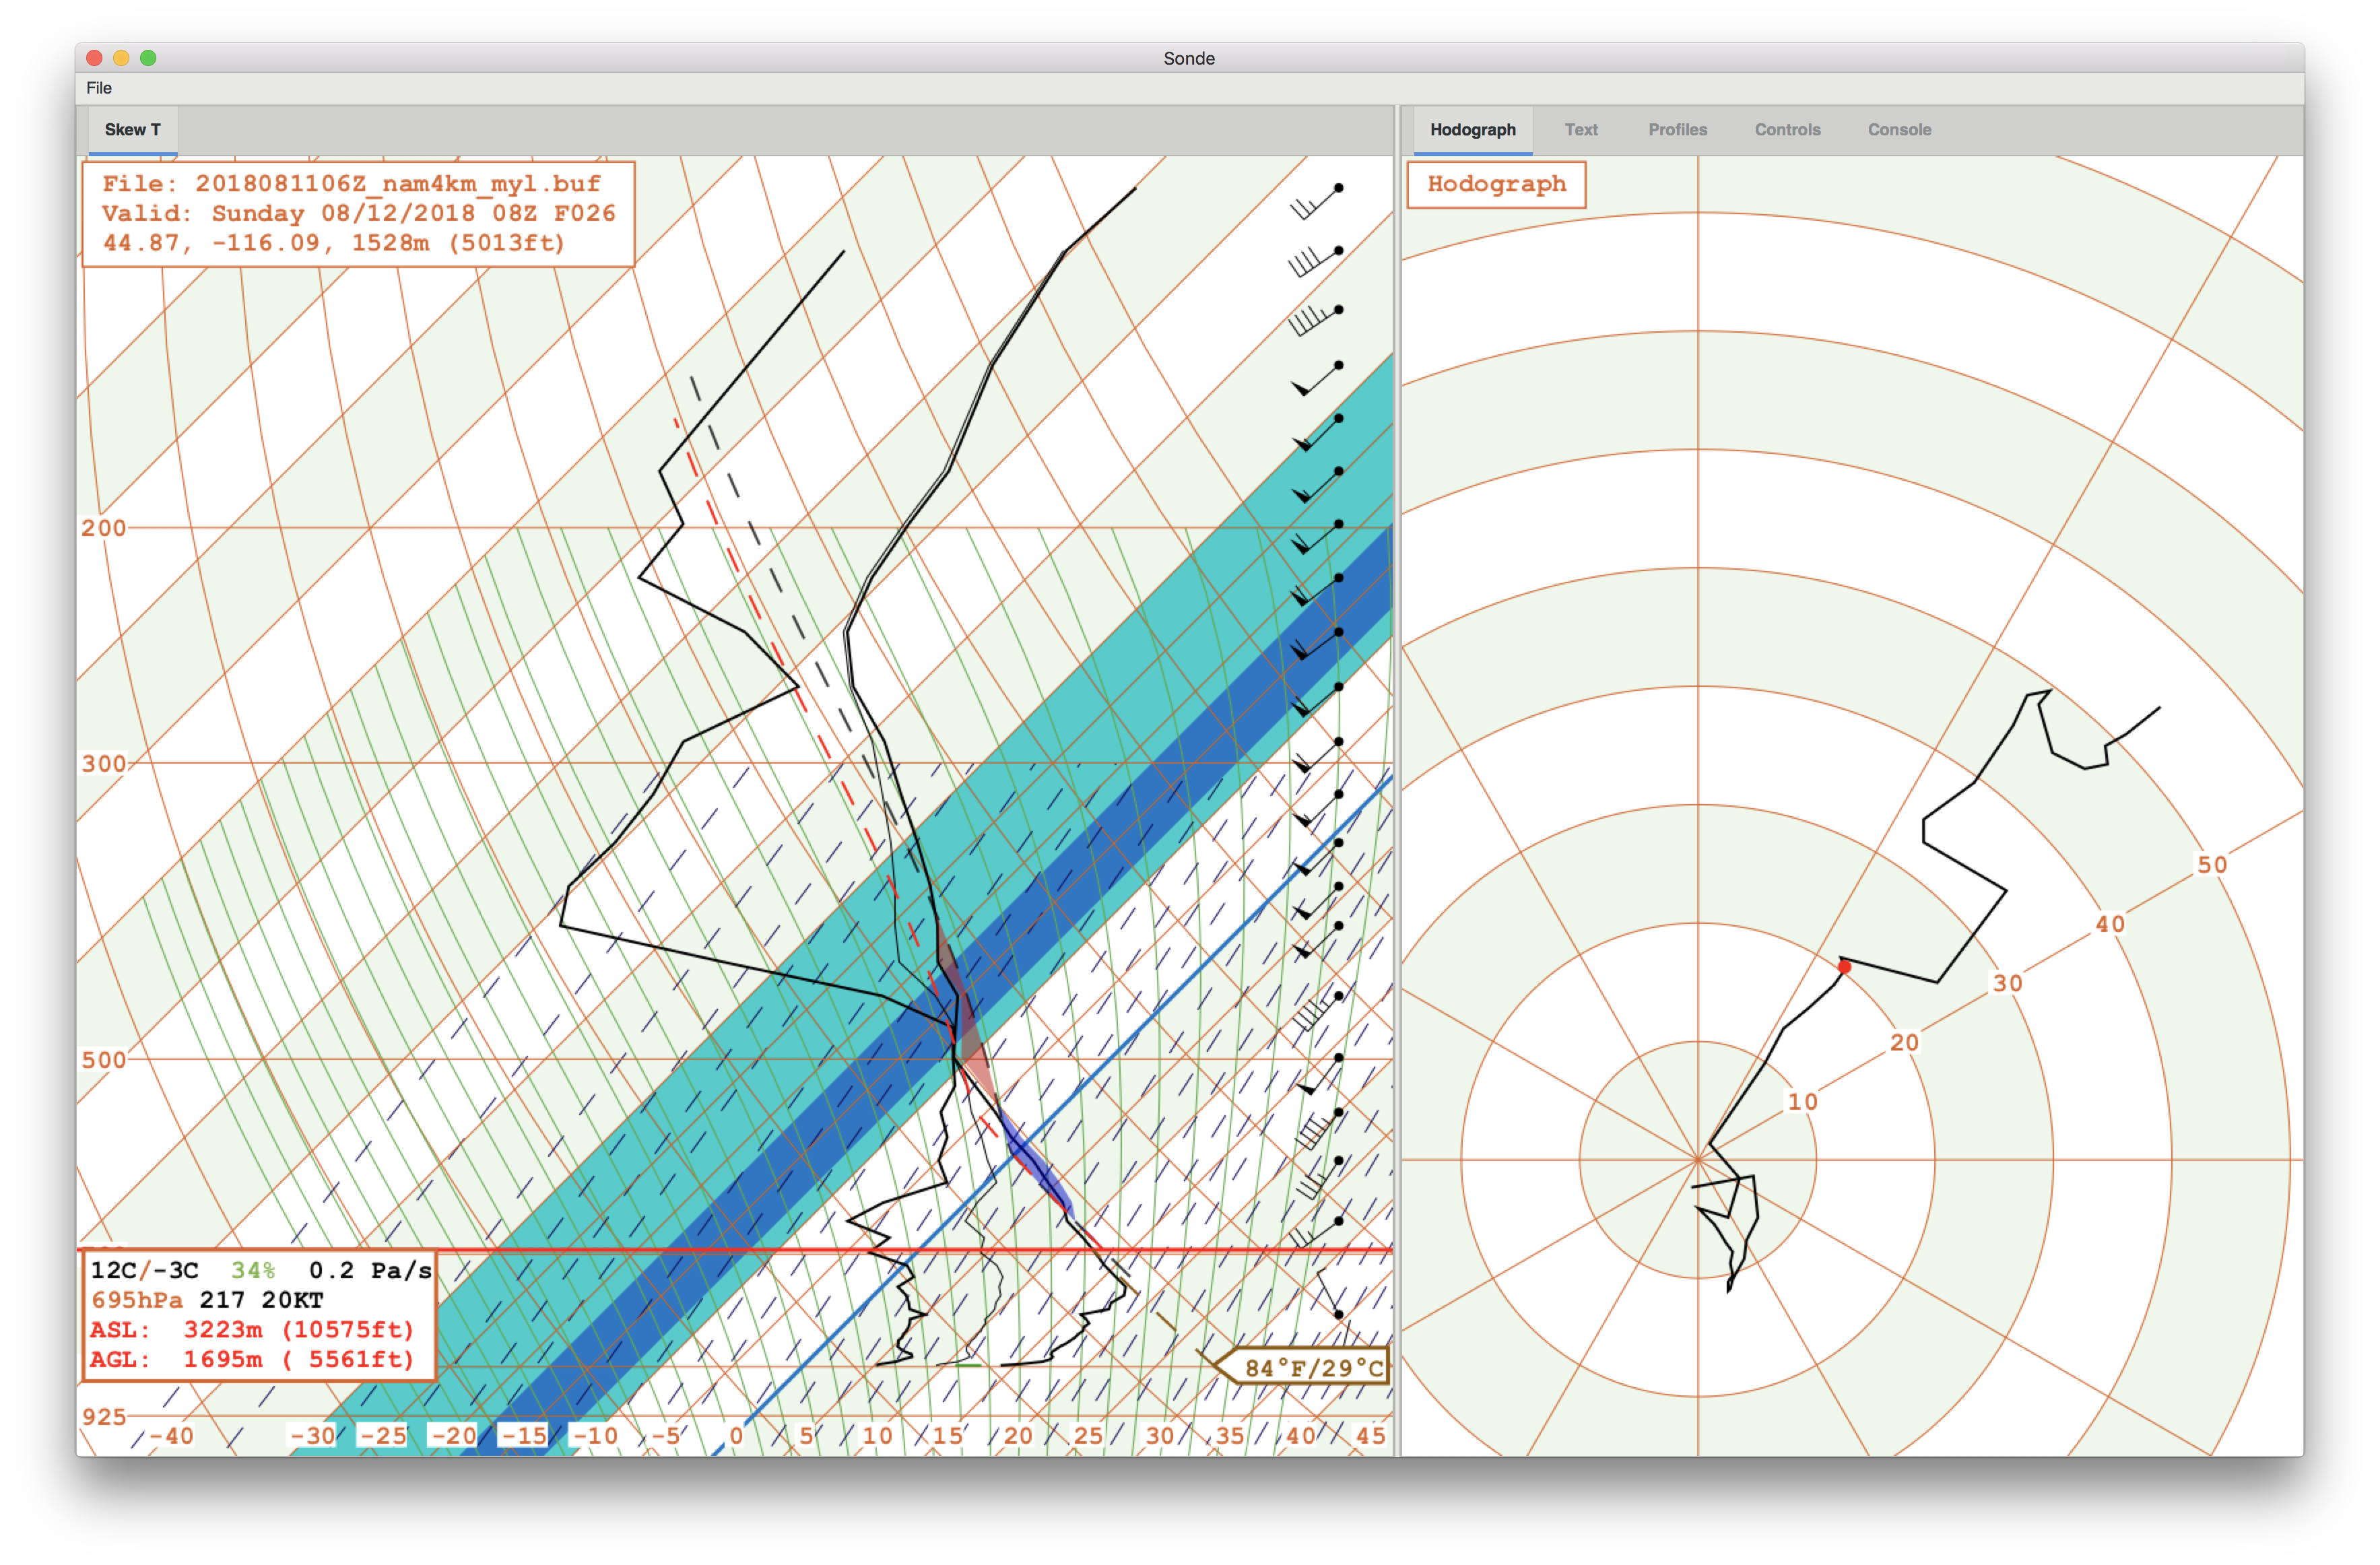 Sonde
File
Skew T
Hodograph Text Profiles Controls Console
File: 2018081106Z_nam4km_myl.buf
Valid: Sunday 08/12/2018 08Z F026
44.87, -116.09, 1528m (5013ft)
Hodograph
200
300
500
12C/-3C 34% 0.2 Pa/s
695hPa 217 20KT
ASL: 3223m (10575ft)
AGL: 1695m ( 5561ft)
84°F/29°C
925
-40 -30 -25 -20 -15 -10 -5 0 5 10 15 20 25 30 35 40 45
50
40
30
20
10